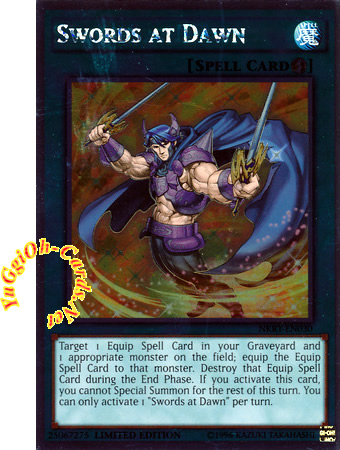 Swords at Dawn
[Spell Card]
YuGgiOh-Cards.Net
Target 1 Equip Spell Card in your Graveyard and
1 appropriate monster on the field; equip the Equip
Spell Card to that monster. Destroy that Equip Spell
Card during the End Phase. If you activate this card,
you cannot Special Summon for the rest of this turn. You
can only activate 1 "Swords at Dawn" per turn.
25067275 LIMITED EDITION ©1996 KAZUKI TAKAHASHI